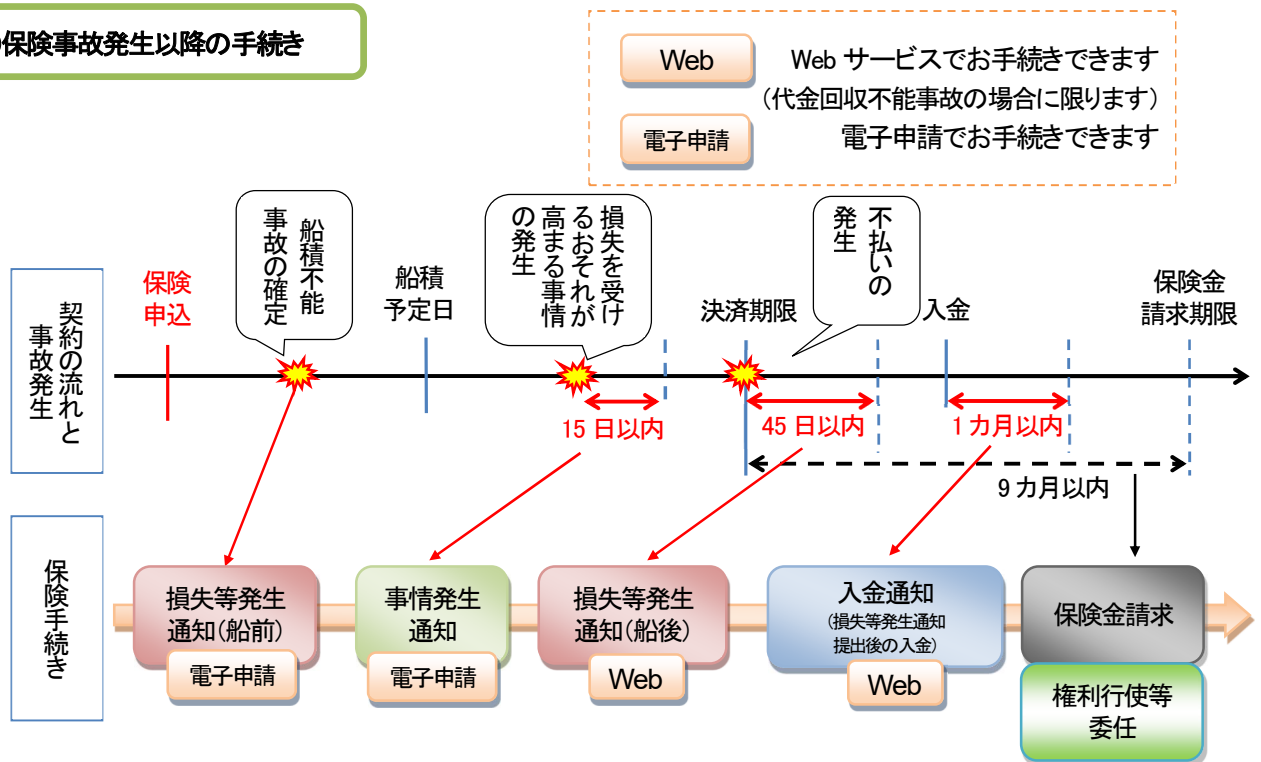 保険事故発生以降の手続き
Web
Web サービスでお手続きできます
(代金回収不能事故の場合に限ります)
電子申請
電子申請でお手続きできます
契約の流れと
事故発生
保険
申込
船積不能
事故の確定
船積
予定日
損失を受け
るおそれが
高まる事情
の発生
決済期限
不払いの
発生
入金
保険金
請求期限
15 日以内
45 日以内
1 カ月以内
9 カ月以内
保険手続き
損失等発生
通知(船前)
電子申請
事情発生
通知
電子申請
損失等発生
通知(船後)
Web
入金通知
(損失等発生通知
提出後の入金)
Web
保険金請求
権利行使等
委任